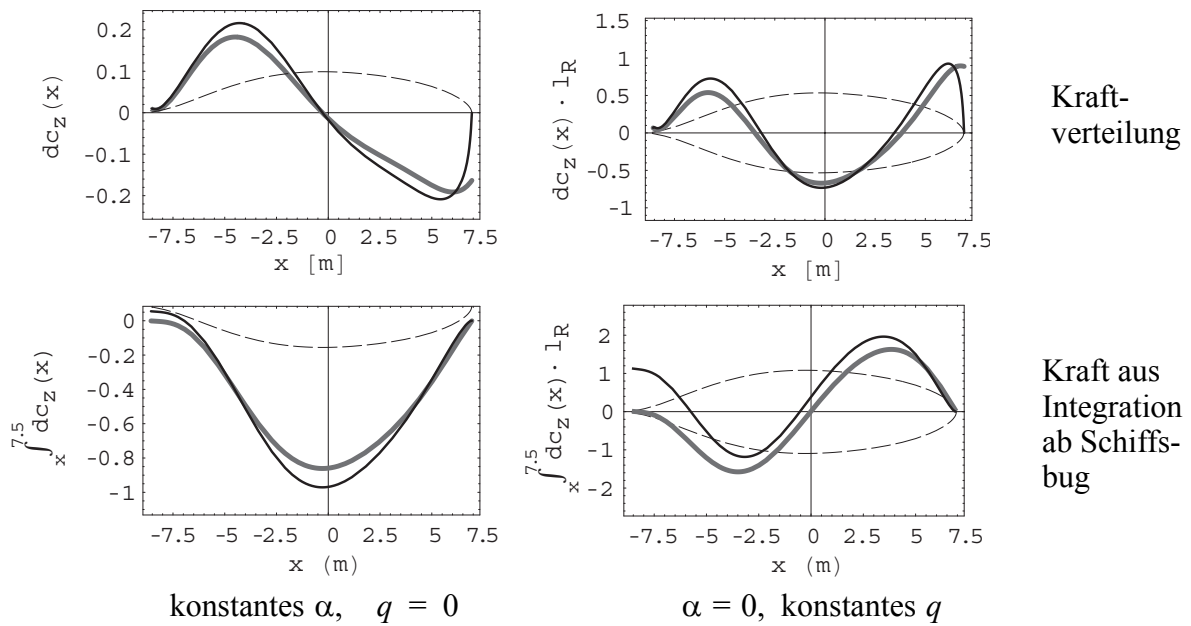 0.2
0.1
0
-0.1
-0.2
dc_z(x)
-7.5 -5 -2.5 0 2.5 5 7.5
x [m]
1.5
1
0.5
0
-0.5
-1
dc_z(x) · l_R
-7.5 -5 -2.5 0 2.5 5 7.5
x [m]
Kraft-
verteilung
0
-0.2
-0.4
-0.6
-0.8
-1
∫_x^7.5 dc_z(x)
-7.5 -5 -2.5 0 2.5 5 7.5
x (m)
konstantes α, q = 0
2
1
0
-1
-2
∫_x^7.5 dc_z(x) · l_R
-7.5 -5 -2.5 0 2.5 5 7.5
x (m)
α = 0, konstantes q
Kraft aus
Integration
ab Schiffs-
bug